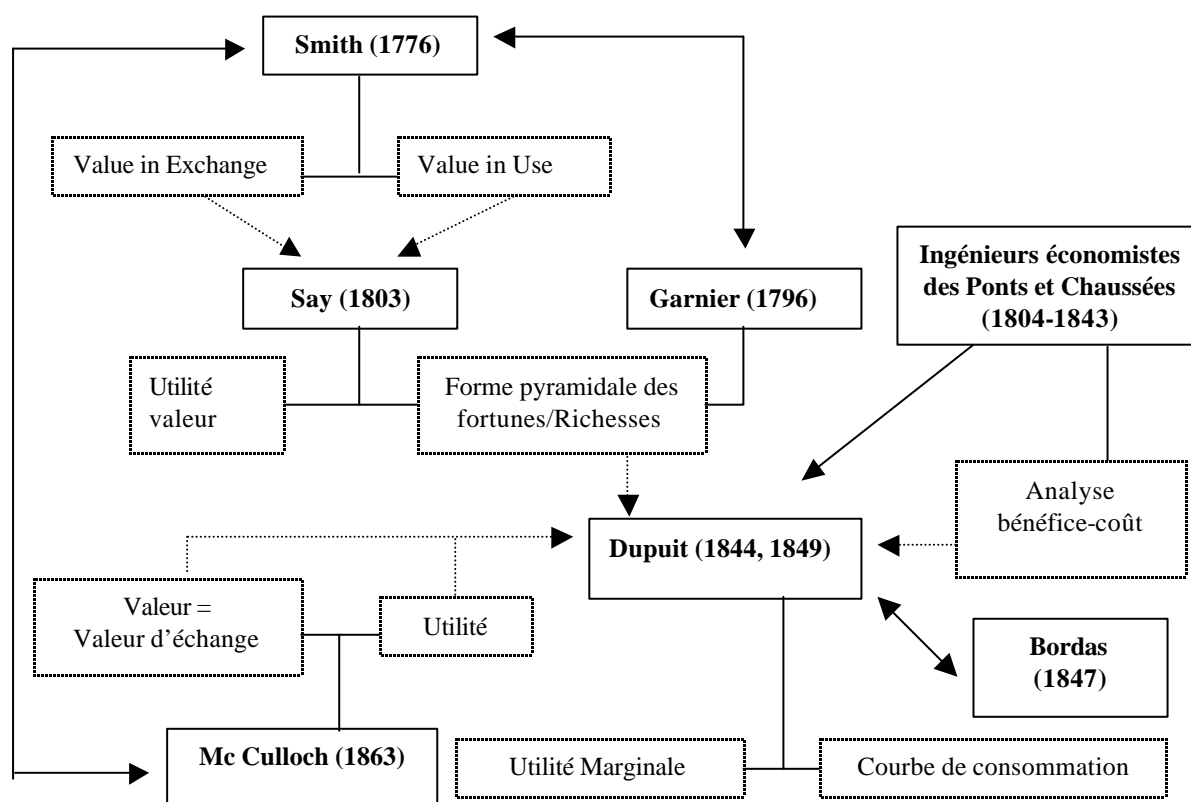 Smith (1776)
Value in Exchange
Value in Use
Say (1803)
Garnier (1796)
Ingénieurs économistes
des Ponts et Chaussées
(1804-1843)
Utilité
valeur
Forme pyramidale des
fortunes/Richesses
Analyse
bénéfice-coût
Dupuit (1844, 1849)
Valeur =
Valeur d’échange
Utilité
Bordas
(1847)
Mc Culloch (1863)
Utilité Marginale
Courbe de consommation